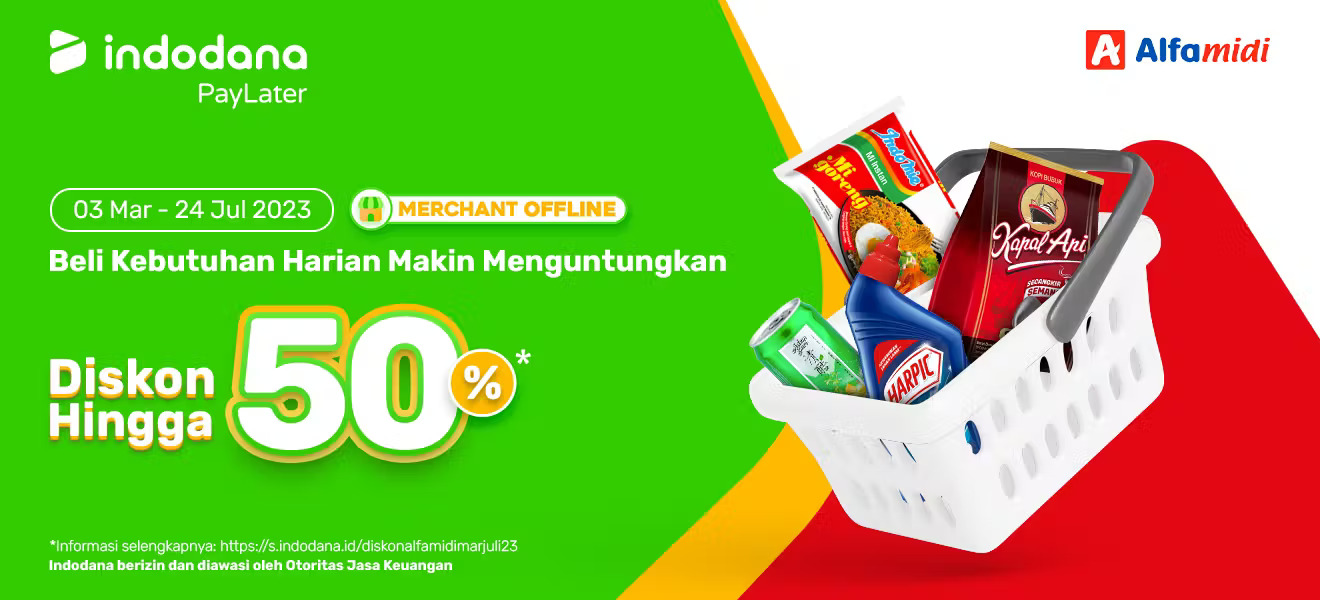 indodana
PayLater
Alfamidi
03 Mar - 24 Jul 2023
MERCHANT OFFLINE
Beli Kebutuhan Harian Makin Menguntungkan
Diskon
Hingga
50%*
Indomie
Mi Instan
Mi
goreng
KOPI BUBUK
Kapal Api
SECANGKIR
SEMAN
HARPIC
*Informasi selengkapnya: https://s.indodana.id/diskonalfamidimarjuli23
Indodana berizin dan diawasi oleh Otoritas Jasa Keuangan